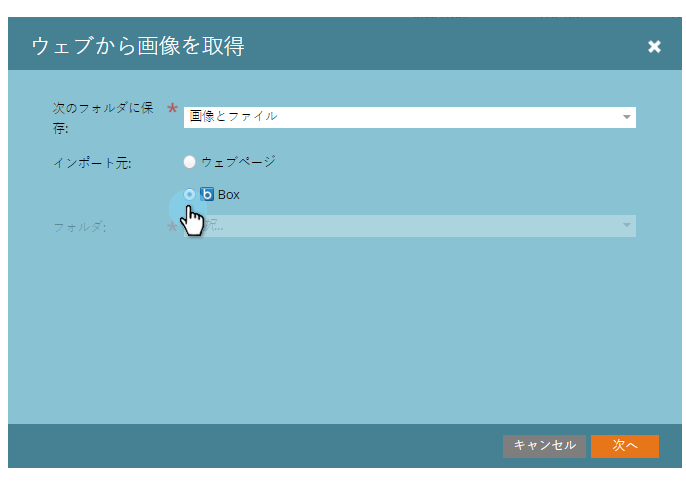 ウェブから画像を取得
次のフォルダに保
存:
画像とファイル
インポート元:
ウェブページ
Box
フォルダ:
キャンセル
次へ